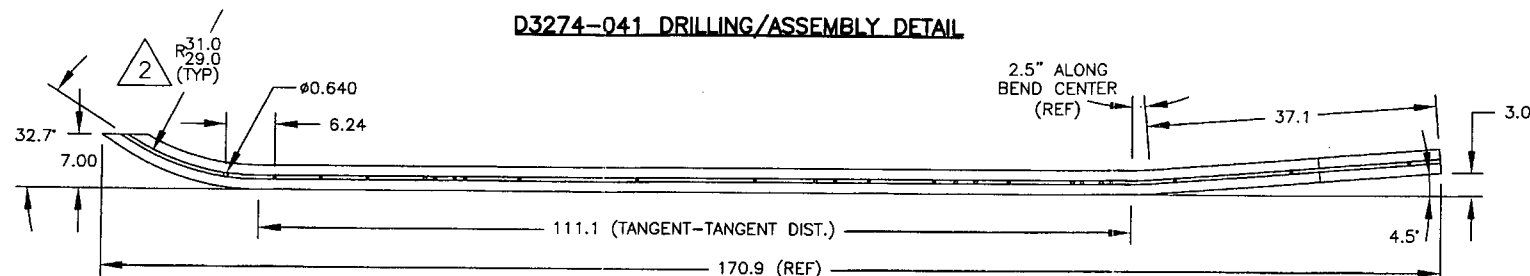 D3274-041 DRILLING/ASSEMBLY DETAIL
2
R31.0
29.0
(TYP)
Ø0.640
6.24
2.5" ALONG
BEND CENTER
(REF)
37.1
3.0
32.7°
7.00
111.1 (TANGENT-TANGENT DIST.)
4.5°
170.9 (REF)